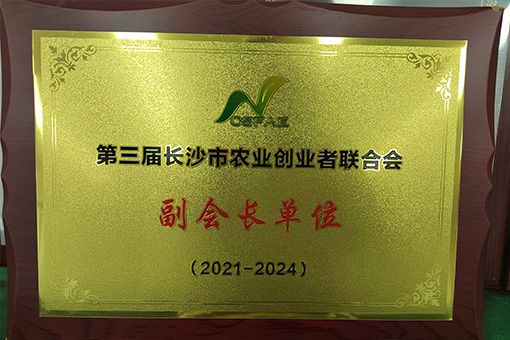 CSFAE
第三届长沙市农业创业者联合会
副会长单位
（2021-2024）